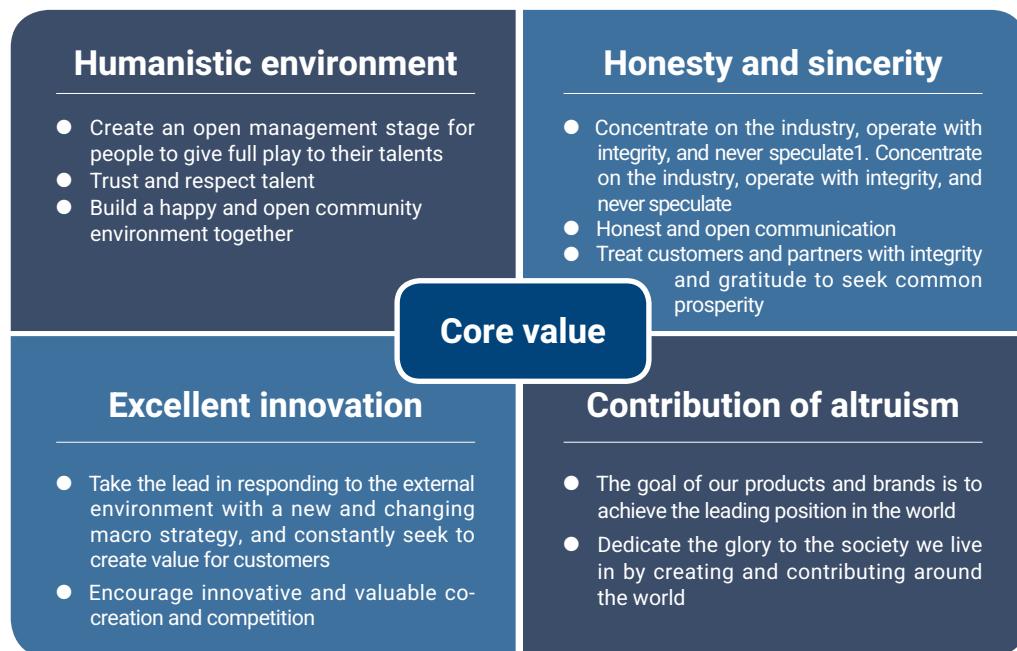 Humanistic environment
● Create an open management stage for
people to give full play to their talents
● Trust and respect talent
● Build a happy and open community
environment together
Honesty and sincerity
● Concentrate on the industry, operate with
integrity, and never speculate1. Concentrate
on the industry, operate with integrity, and
never speculate
● Honest and open communication
● Treat customers and partners with integrity
and gratitude to seek common
prosperity
Core value
Excellent innovation
● Take the lead in responding to the external
environment with a new and changing
macro strategy, and constantly seek to
create value for customers
● Encourage innovative and valuable co-
creation and competition
Contribution of altruism
● The goal of our products and brands is to
achieve the leading position in the world
● Dedicate the glory to the society we live
in by creating and contributing around
the world